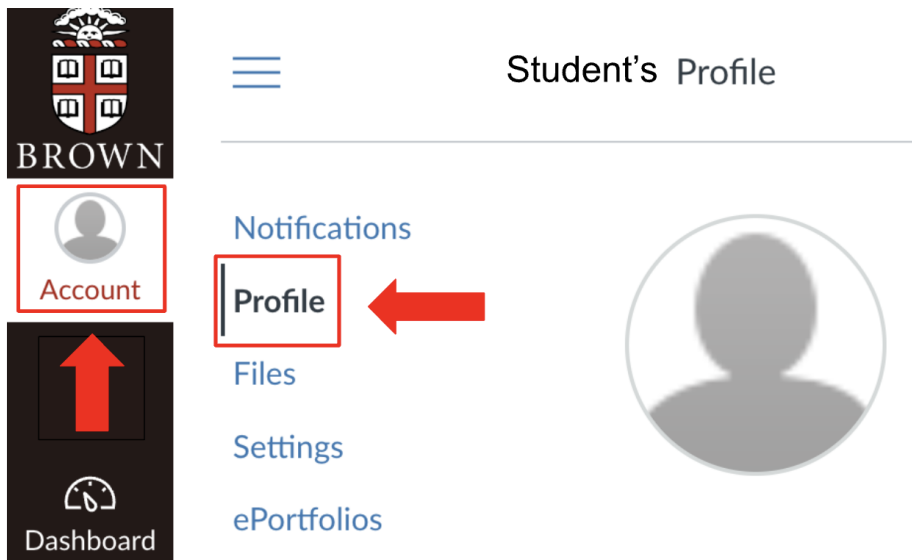 BROWN
Account
Dashboard
Student's Profile
Notifications
Profile
Files
Settings
ePortfolios